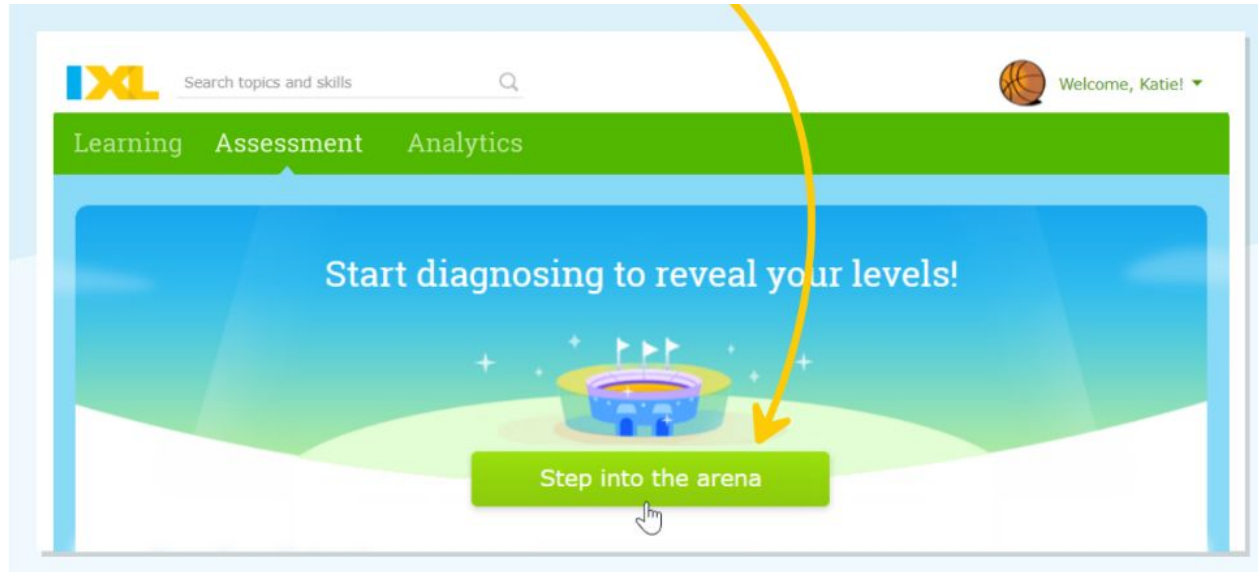 IXL
Search topics and skills
Welcome, Katie!
Learning Assessment Analytics
Start diagnosing to reveal your levels!
Step into the arena